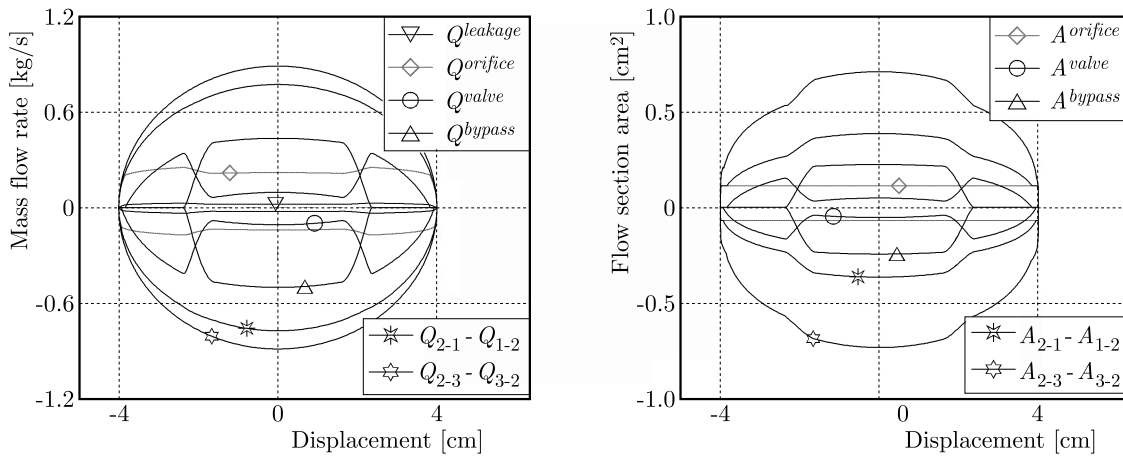 Mass flow rate [kg/s]
1.2
0.6
0
-0.6
-1.2
-4
0
4
Displacement [cm]
Q^leakage
Q^orifice
Q^valve
Q^bypass
Q_2-1 - Q_1-2
Q_2-3 - Q_3-2
Flow section area [cm²]
1.0
0.5
0
-0.5
-1.0
-4
0
4
Displacement [cm]
A^orifice
A^valve
A^bypass
A_2-1 - A_1-2
A_2-3 - A_3-2